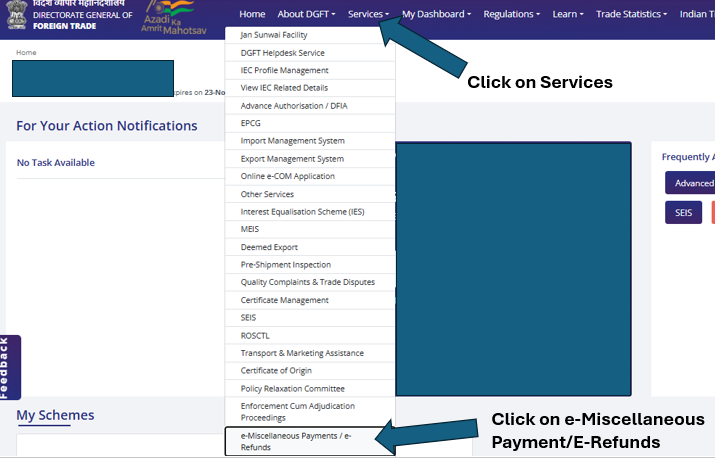 विदेश व्यापार महानिदेशालय
DIRECTORATE GENERAL OF
FOREIGN TRADE
Azadi Ka
Amrit Mahotsav
Home About DGFT Services My Dashboard Regulations Learn Trade Statistics Indian T
Jan Sunwai Facility
Home
DGFT Helpdesk Service
IEC Profile Management
Click on Services
View IEC Related Details
pires on 23-No
Advance Authorisation / DFIA
For Your Action Notifications
EPCG
Import Management System
No Task Available
Export Management System
Frequently A
Online e-COM Application
Advanced
Other Services
Interest Equalisation Scheme (IES)
SEIS
MEIS
Deemed Export
Pre-Shipment Inspection
Quality Complaints & Trade Disputes
Certificate Management
SEIS
ROSCTL
Feedback
Transport & Marketing Assistance
Certificate of Origin
Policy Relaxation Committee
Enforcement Cum Adjudication
Proceedings
My Schemes
e-Miscellaneous Payments / e-
Refunds
Click on e-Miscellaneous
Payment/E-Refunds